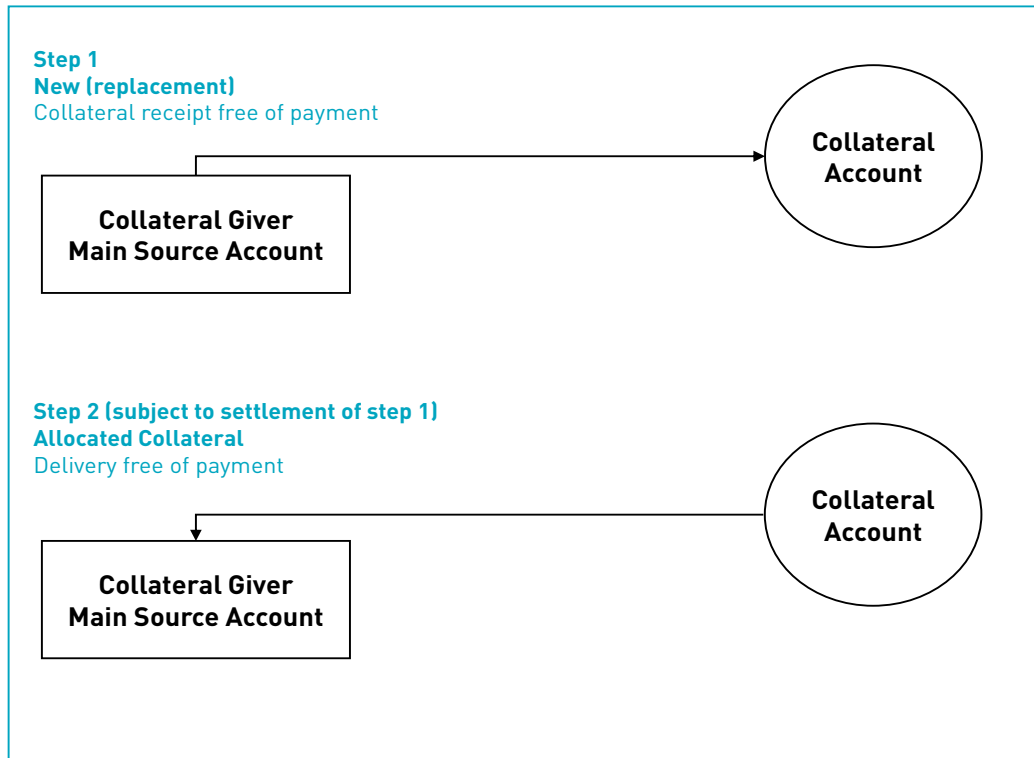 Step 1
New (replacement)
Collateral receipt free of payment
Collateral
Account
Collateral Giver
Main Source Account
Step 2 (subject to settlement of step 1)
Allocated Collateral
Delivery free of payment
Collateral
Account
Collateral Giver
Main Source Account